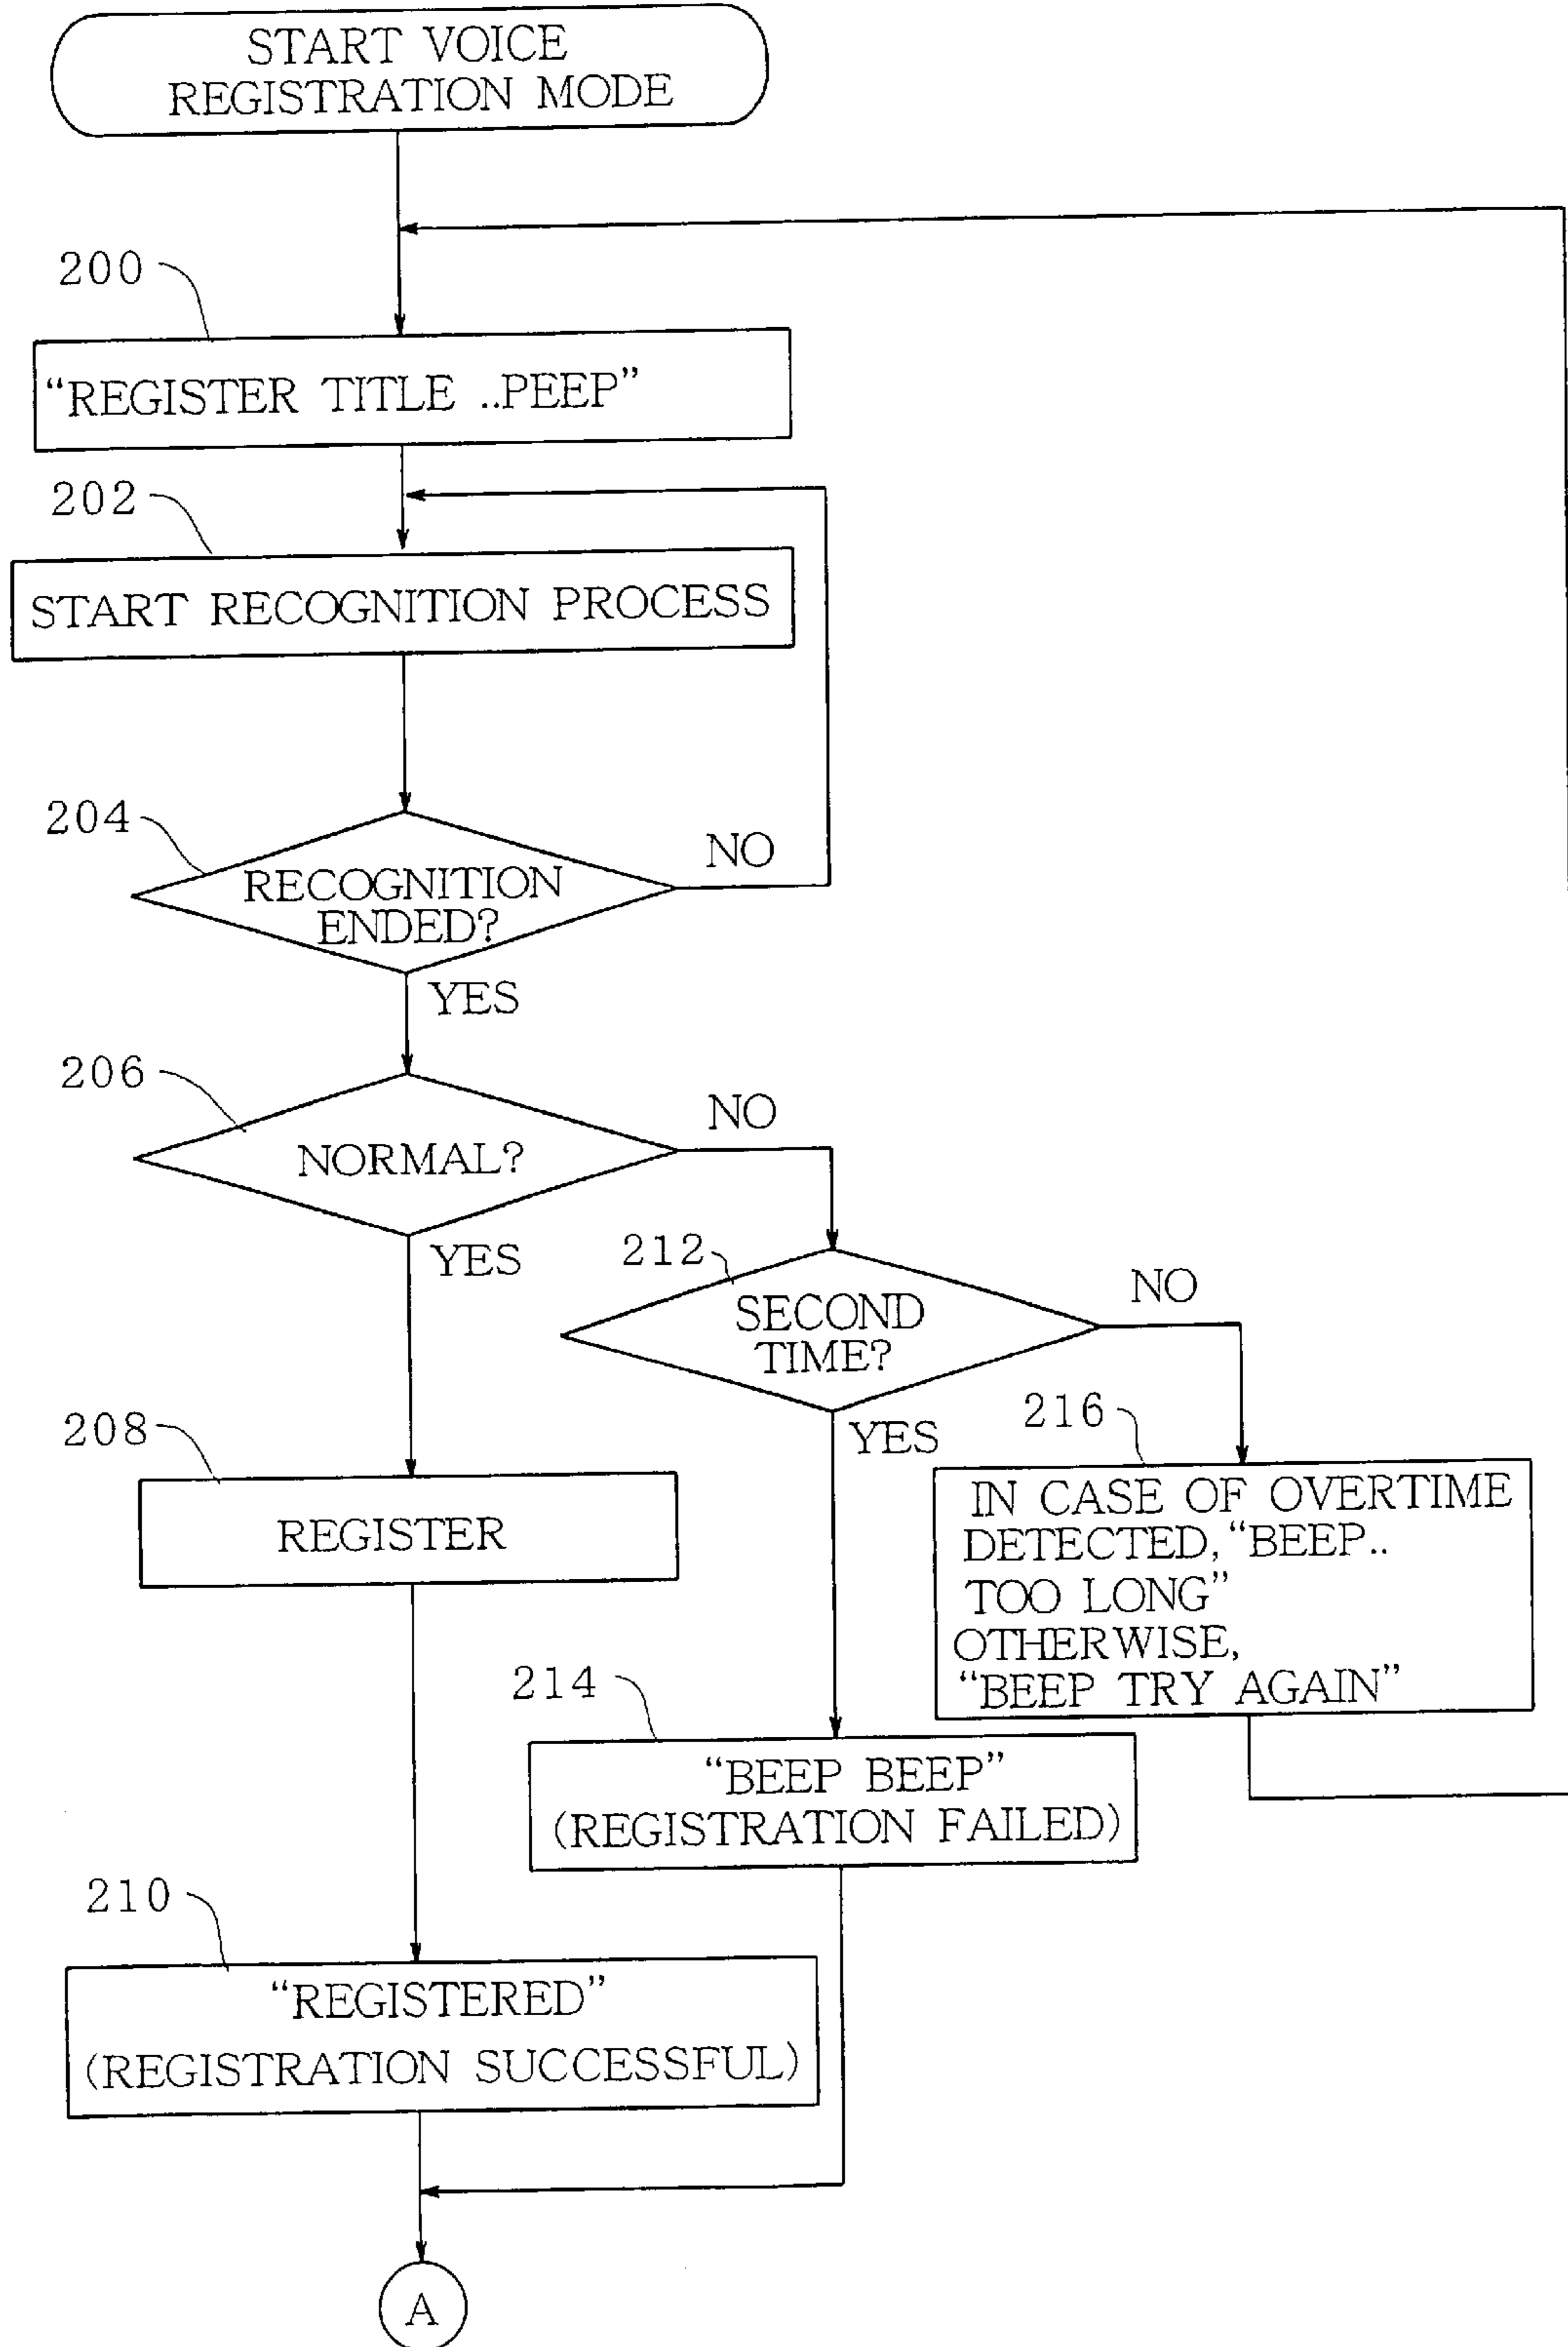 START VOICE
REGISTRATION MODE
200
“REGISTER TITLE ..PEEP”
202
START RECOGNITION PROCESS
204
RECOGNITION
ENDED?
NO
YES
206
NORMAL?
NO
YES
212
SECOND
TIME?
NO
YES
208
REGISTER
216
IN CASE OF OVERTIME
DETECTED, “BEEP..
TOO LONG”
OTHERWISE,
“BEEP TRY AGAIN”
214
“BEEP BEEP”
(REGISTRATION FAILED)
210
“REGISTERED”
(REGISTRATION SUCCESSFUL)
A